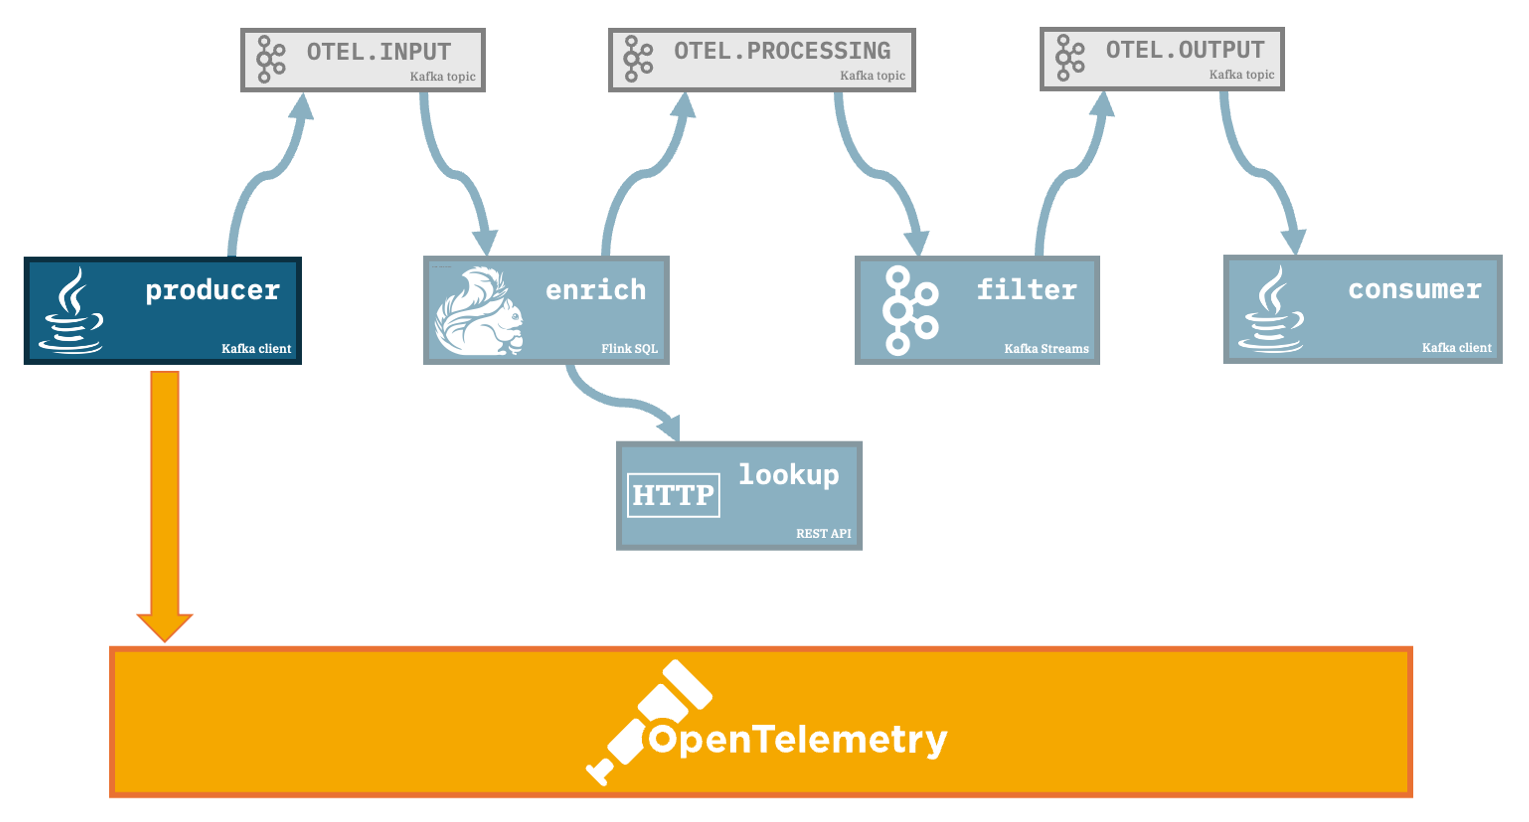 OTEL.INPUT
Kafka topic
OTEL.PROCESSING
Kafka topic
OTEL.OUTPUT
Kafka topic
producer
Kafka client
enrich
Flink SQL
filter
Kafka Streams
consumer
Kafka client
HTTP
lookup
REST API
OpenTelemetry